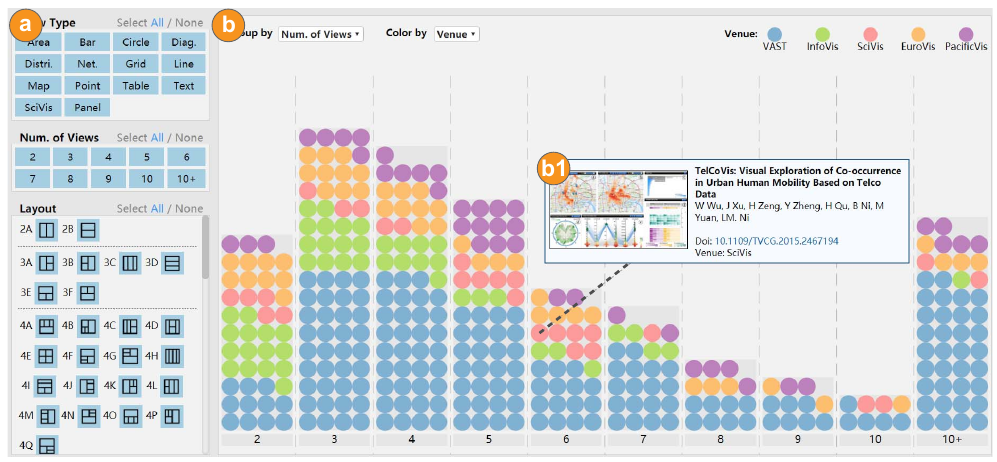 a
View Type Select All / None
Area Bar Circle Diag.
Distri. Net. Grid Line
Map Point Table Text
SciVis Panel
Num. of Views Select All / None
2 3 4 5 6
7 8 9 10 10+
Layout Select All / None
2A 2B
3A 3B 3C 3D
3E 3F
4A 4B 4C 4D
4E 4F 4G 4H
4I 4J 4K 4L
4M 4N 4O 4P
4Q
b
Group by Num. of Views Color by Venue
Venue:
VAST InfoVis SciVis EuroVis PacificVis
b1
TelCoVis: Visual Exploration of Co-occurrence
in Urban Human Mobility Based on Telco
Data
W Wu, J Xu, H Zeng, Y Zheng, H Qu, B Ni, M
Yuan, LM. Ni
Doi: 10.1109/TVCG.2015.2467194
Venue: SciVis
2 3 4 5 6 7 8 9 10 10+